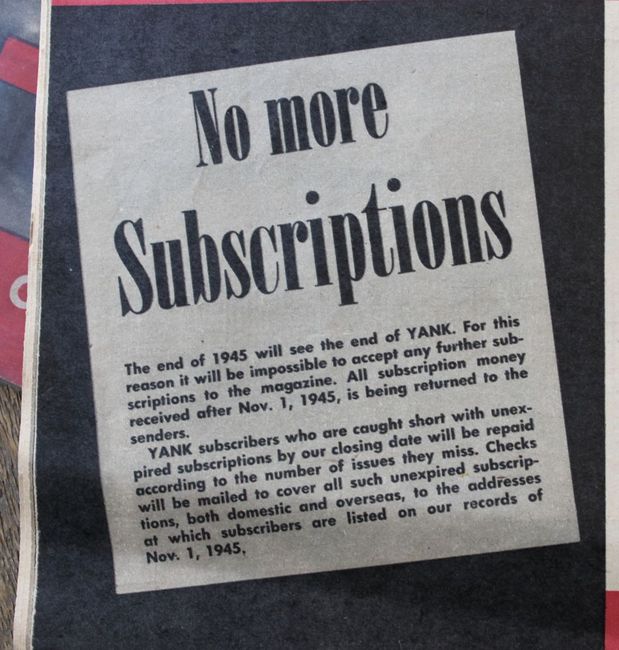 No more
Subscriptions
The end of 1945 will see the end of YANK. For this
reason it will be impossible to accept any further sub-
scriptions to the magazine. All subscription money
received after Nov. 1, 1945, is being returned to the
senders.
YANK subscribers who are caught short with unex-
pired subscriptions by our closing date will be repaid
according to the number of issues they miss. Checks
will be mailed to cover all such unexpired subscrip-
tions, both domestic and overseas, to the addresses
at which subscribers are listed on our records of
Nov. 1, 1945.